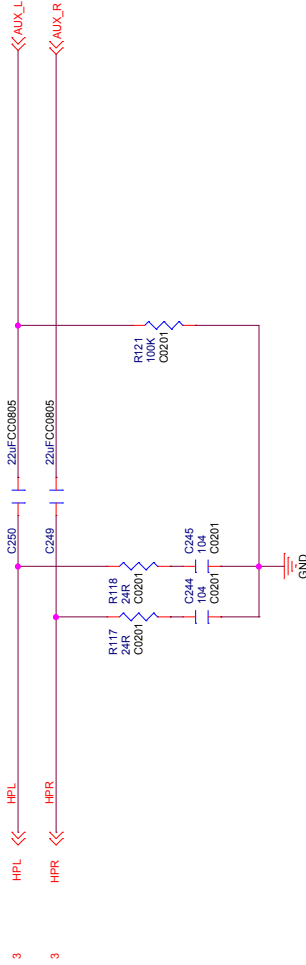 AUX_L
AUX_R
22uFCC0805
22uFCC0805
C250
C249
R121
100K
C0201
R118
24R
C0201
C245
104
C0201
R117
24R
C0201
C244
104
C0201
GND
HPL
HPR
HPL
HPR
3
3